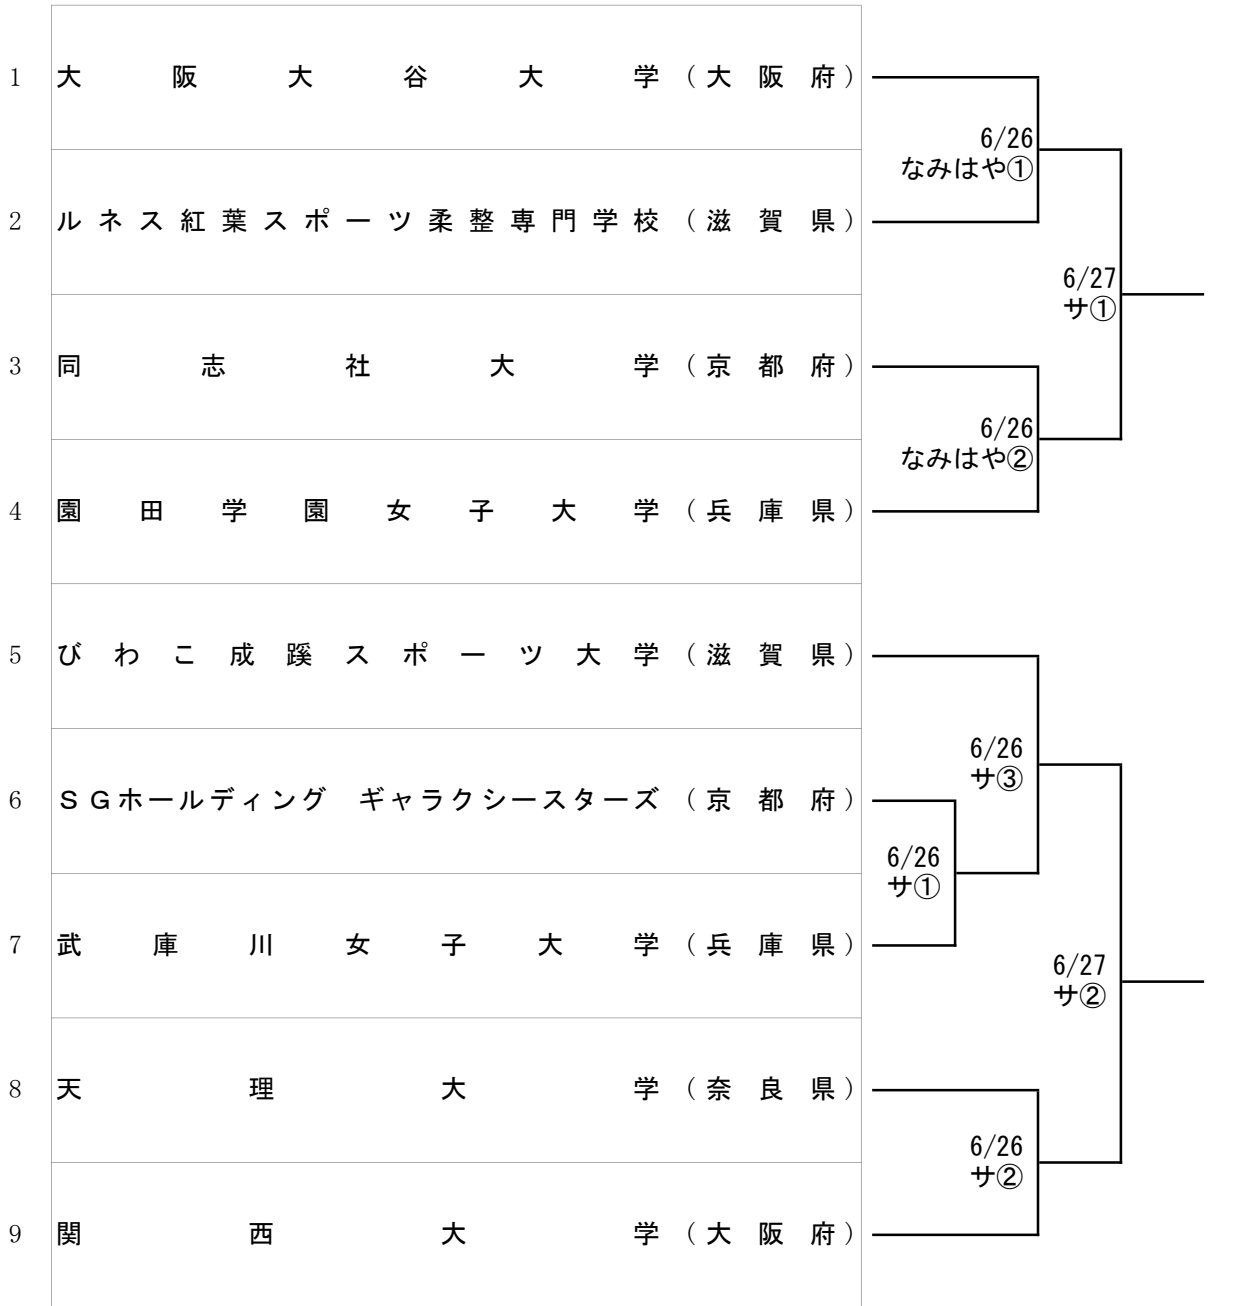 1 大阪大谷大学(大阪府)
6/26
なみはや①
2 ルネス紅葉スポーツ柔整専門学校(滋賀県)
6/27
サ①
3 同志社大学(京都府)
6/26
なみはや②
4 園田学園女子大学(兵庫県)
5 びわこ成蹊スポーツ大学(滋賀県)
6/26
サ③
6 SGホールディング ギャラクシースターズ(京都府)
6/26
サ①
7 武庫川女子大学(兵庫県)
6/27
サ②
8 天理大学(奈良県)
6/26
サ②
9 関西大学(大阪府)